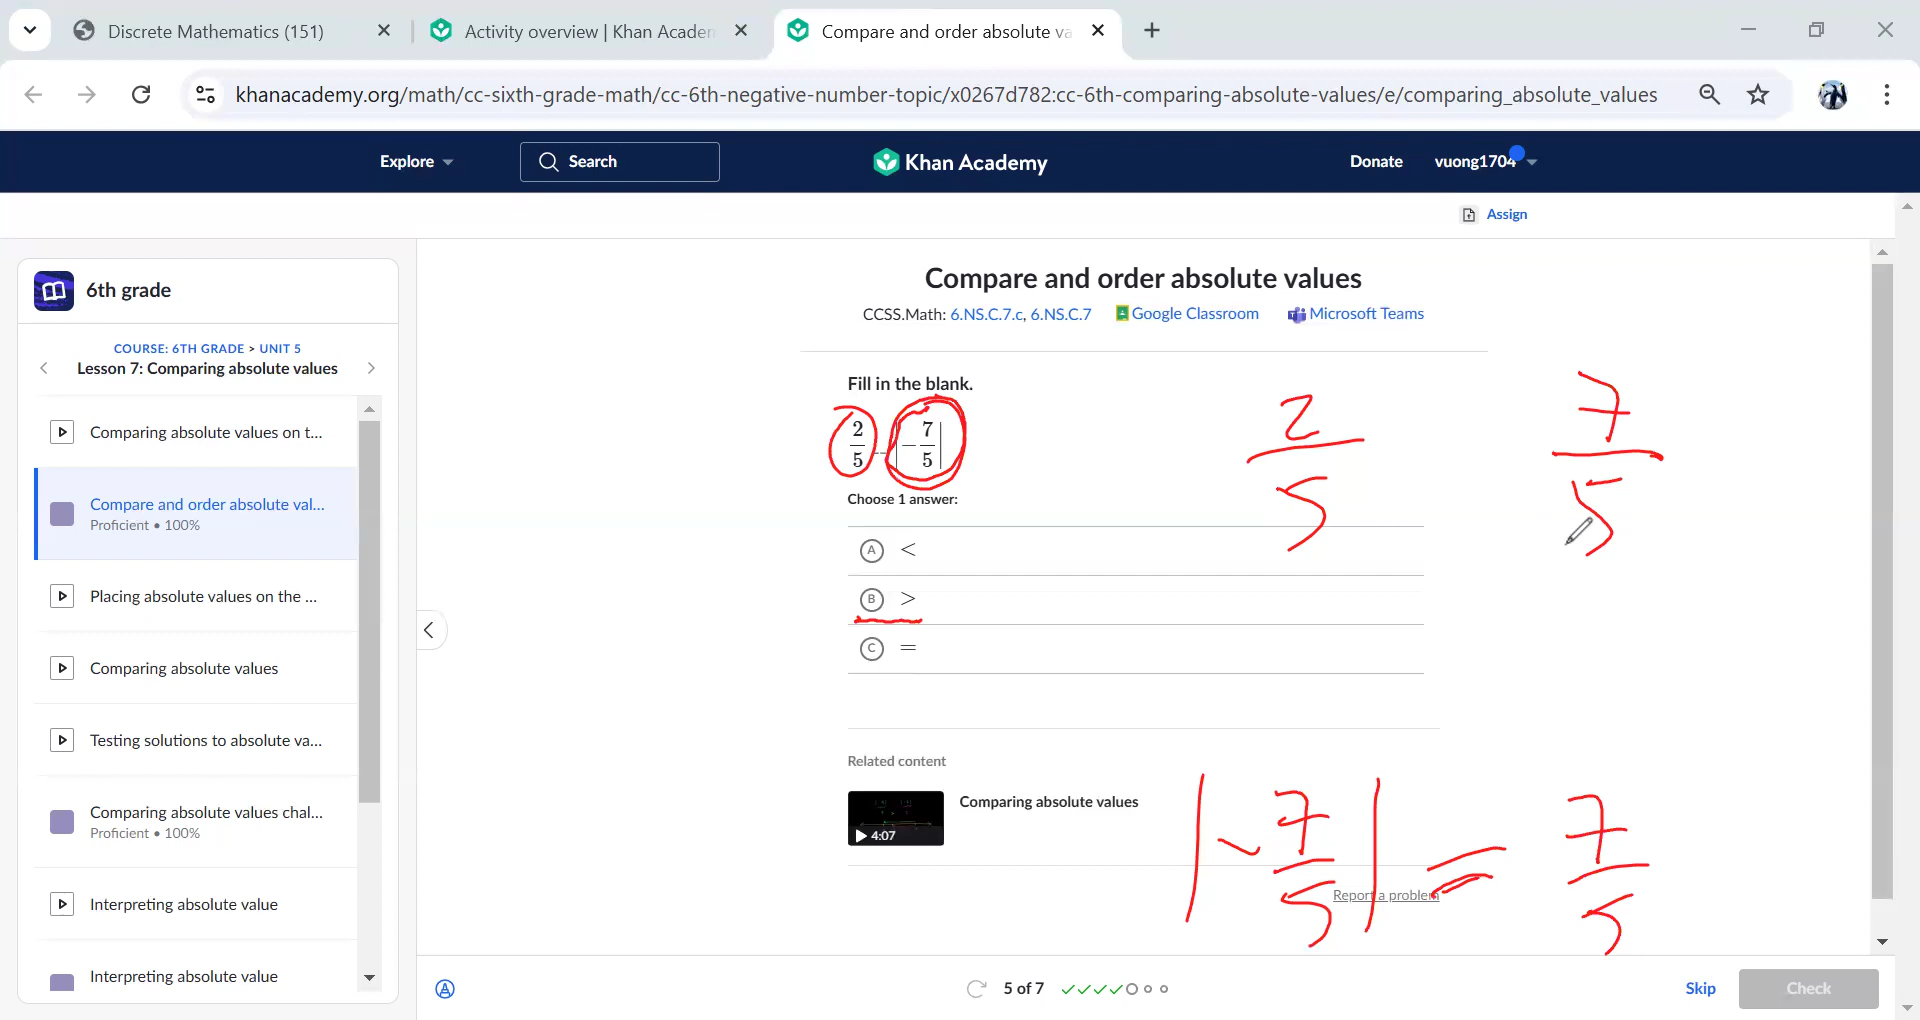 Discrete Mathematics (151)
Activity overview | Khan Academ
Compare and order absolute va
khanacademy.org/math/cc-sixth-grade-math/cc-6th-negative-number-topic/x0267d782:cc-6th-comparing-absolute-values/e/comparing_absolute_values
Explore
Search
Khan Academy
Donate
vuong1704
Assign
6th grade
COURSE: 6TH GRADE > UNIT 5
Lesson 7: Comparing absolute values
Comparing absolute values on t...
Compare and order absolute val...
Proficient • 100%
Placing absolute values on the ...
Comparing absolute values
Testing solutions to absolute va...
Comparing absolute values chal...
Proficient • 100%
Interpreting absolute value
Interpreting absolute value
Compare and order absolute values
CCSS.Math: 6.NS.C.7.c, 6.NS.C.7 Google Classroom Microsoft Teams
Fill in the blank.
2/5 __ |-7/5|
2/5 7/5
Choose 1 answer:
A <
B >
C =
Related content
Comparing absolute values
4:07
|-7/5| = 7/5
Report a problem
5 of 7
Skip
Check